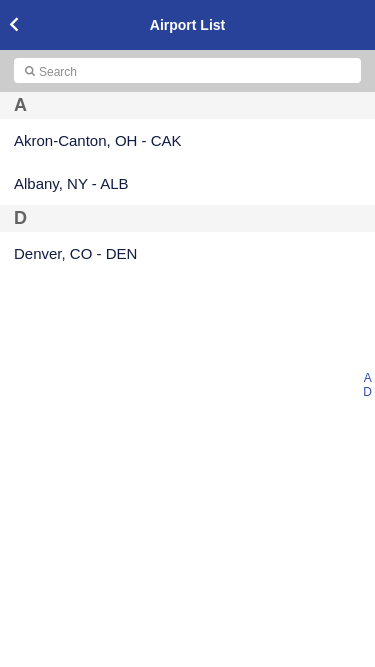 Airport List
Search
A
Akron-Canton, OH - CAK
Albany, NY - ALB
D
Denver, CO - DEN
A
D